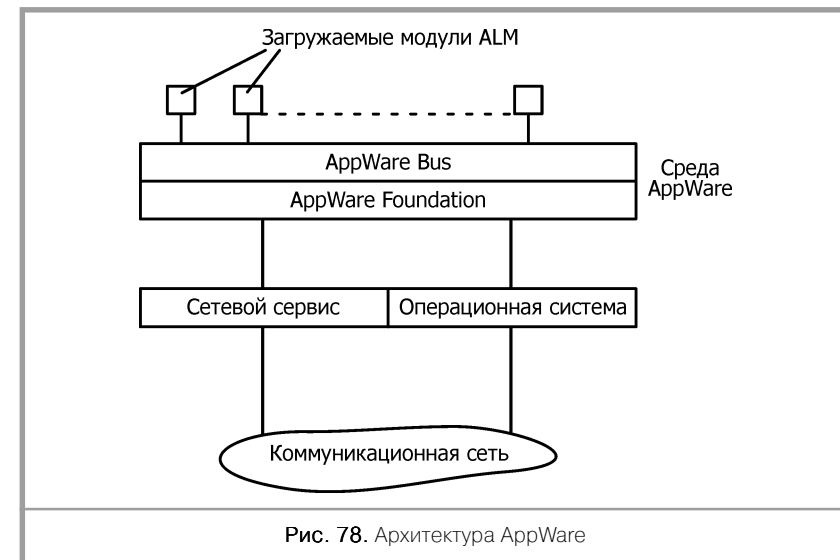 Загружаемые модули ALM
AppWare Bus
AppWare Foundation
Среда
AppWare
Сетевой сервис
Операционная система
Коммуникационная сеть
Рис. 78. Архитектура AppWare